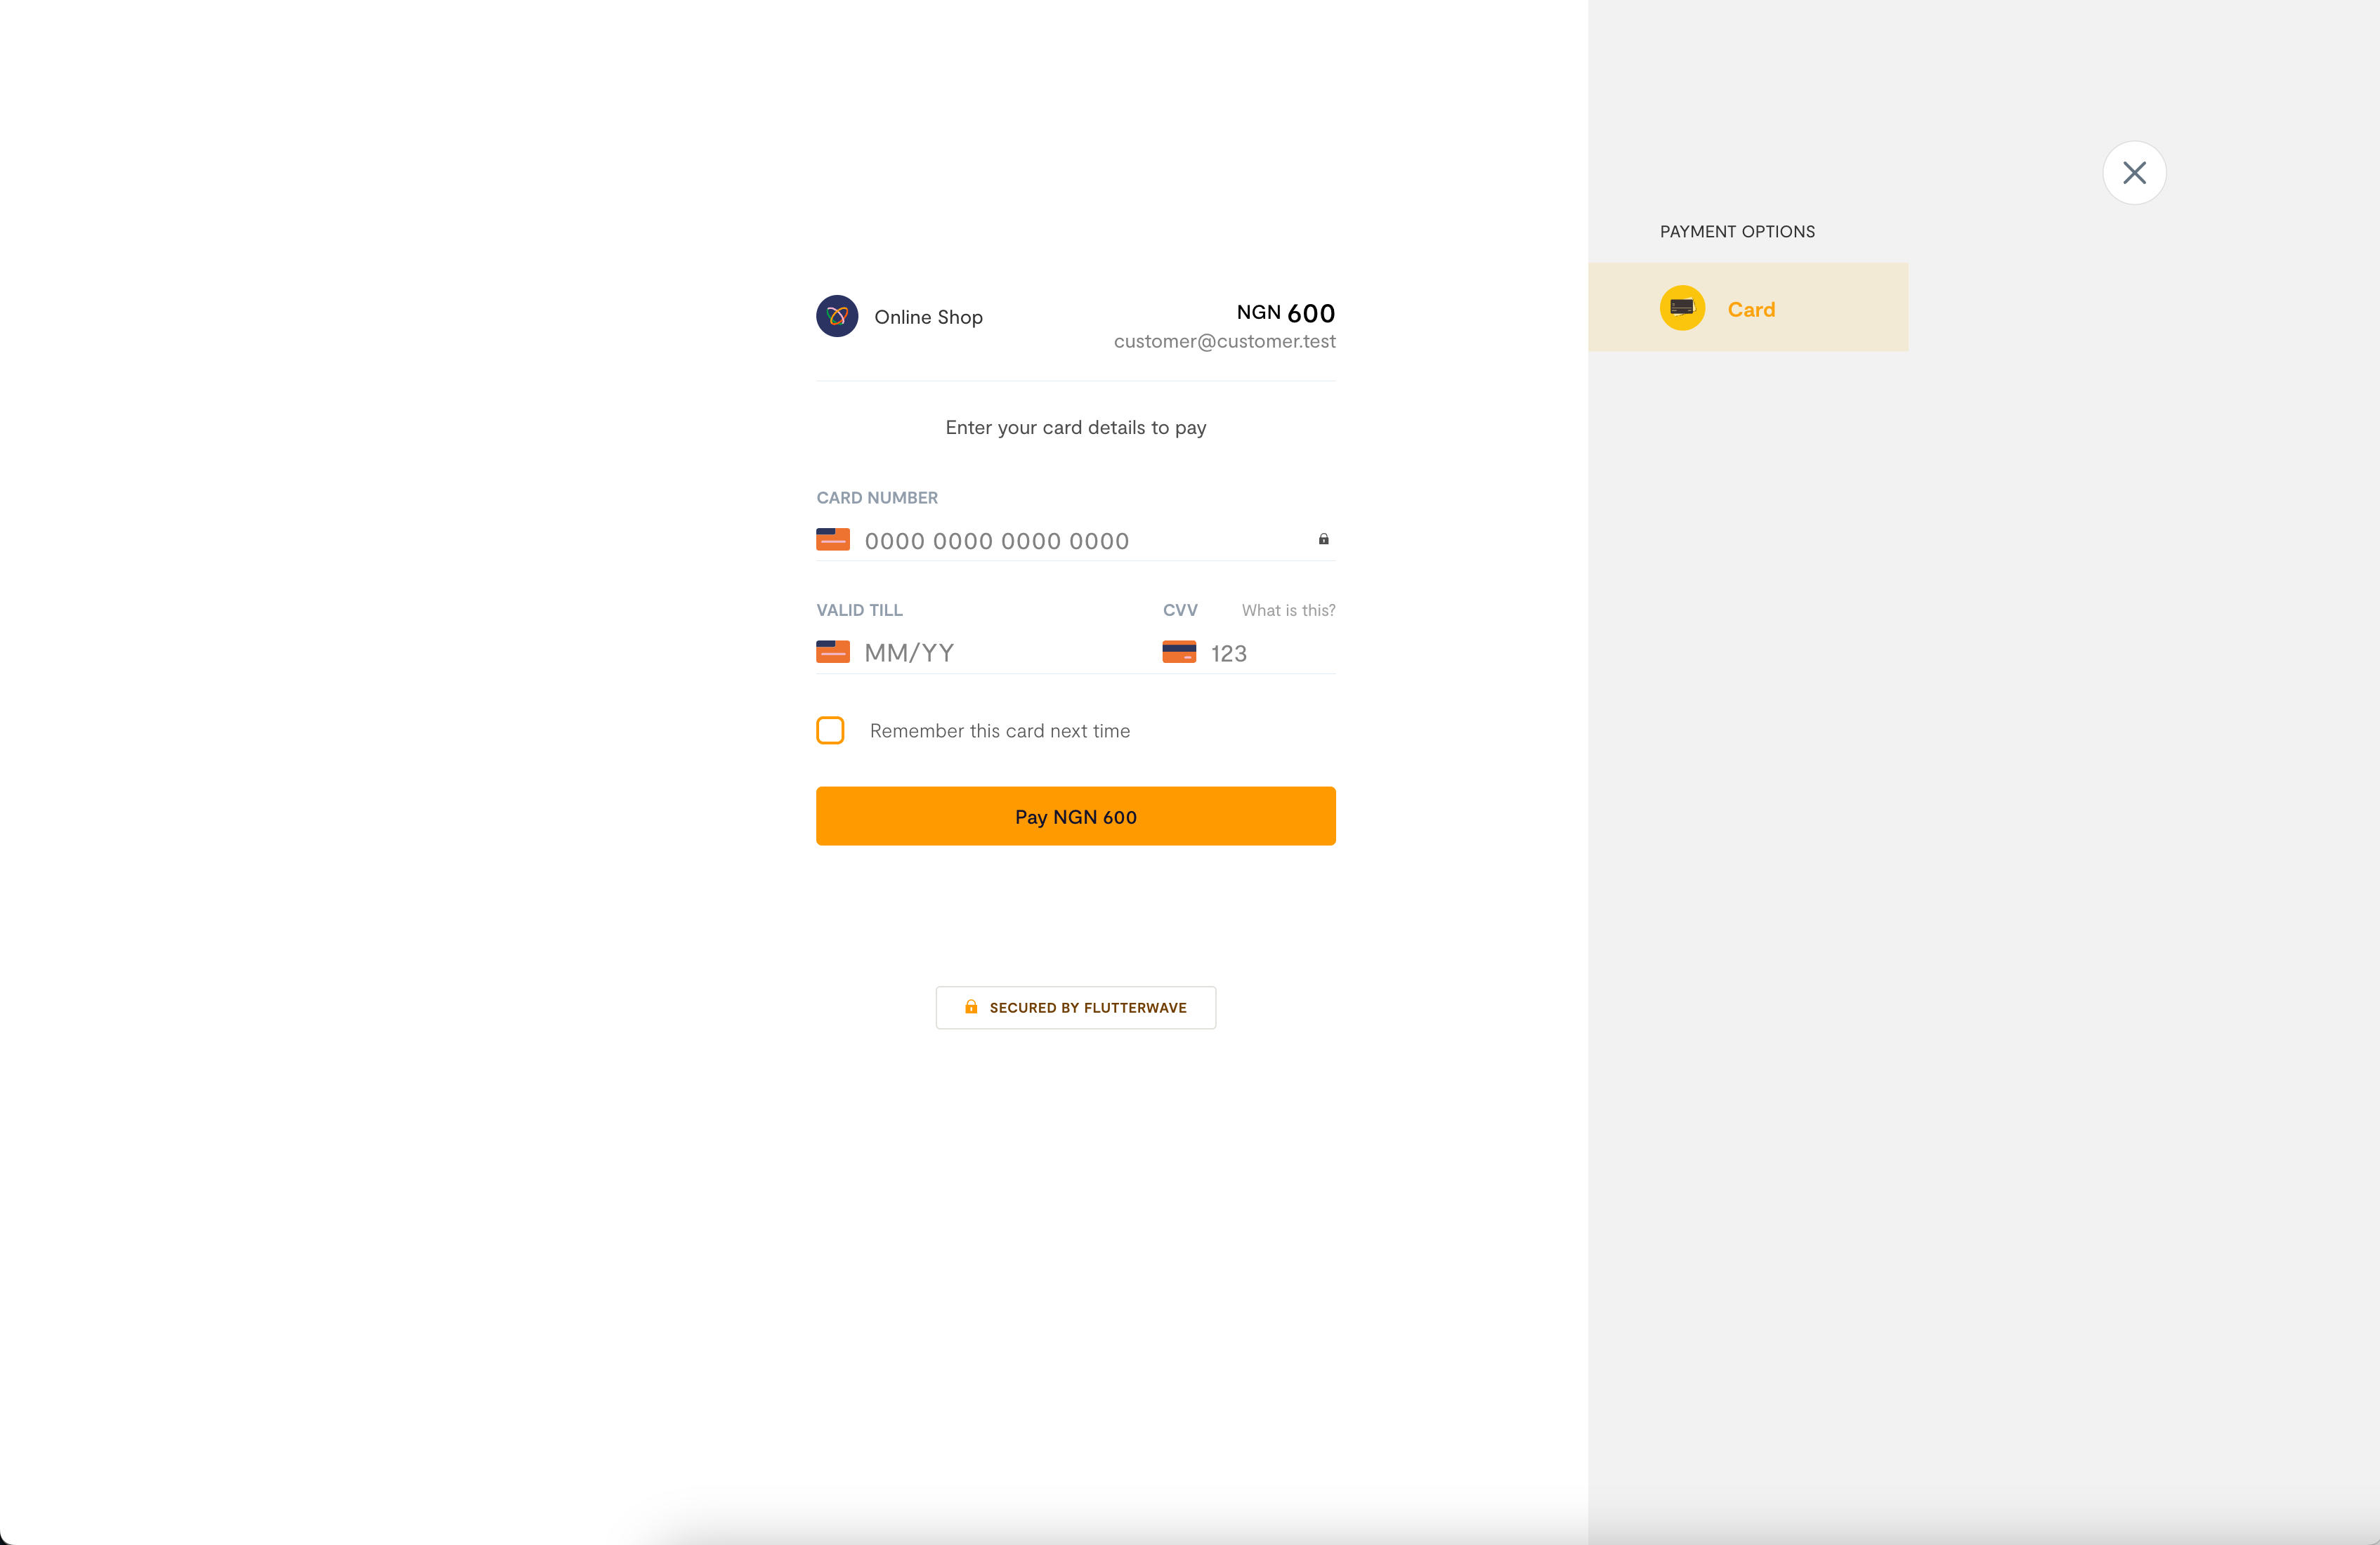 PAYMENT OPTIONS
Card
Online Shop
NGN 600
customer@customer.test
Enter your card details to pay
CARD NUMBER
0000 0000 0000 0000
VALID TILL
CVV
What is this?
MM/YY
123
Remember this card next time
Pay NGN 600
SECURED BY FLUTTERWAVE